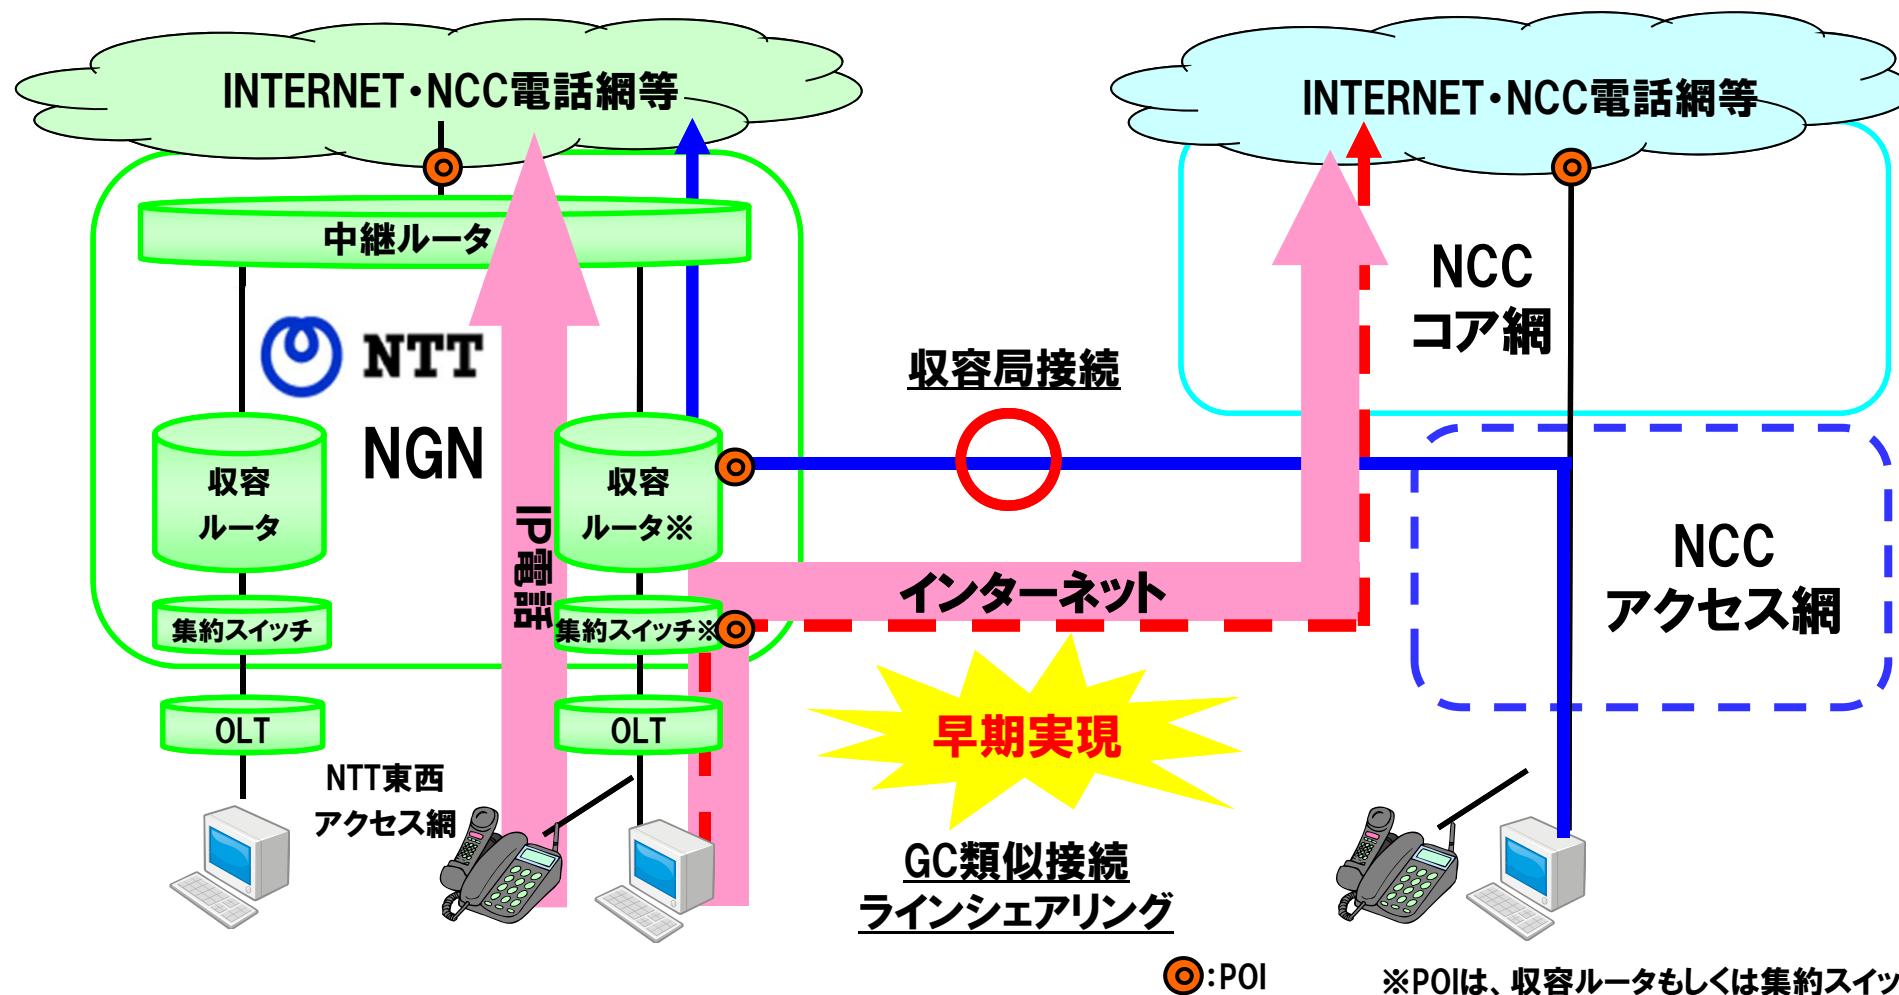 INTERNET・NCC電話網等
INTERNET・NCC電話網等
中継ルータ
NTT
NGN
NCC
コア網
収容局接続
収容
ルータ
収容
ルータ※
IP電話
インターネット
集約スイッチ
集約スイッチ※
NCC
アクセス網
OLT
OLT
早期実現
NTT東西
アクセス網
GC類似接続
ラインシェアリング
:POI
※POIは、収容ルータもしくは集約スイッ